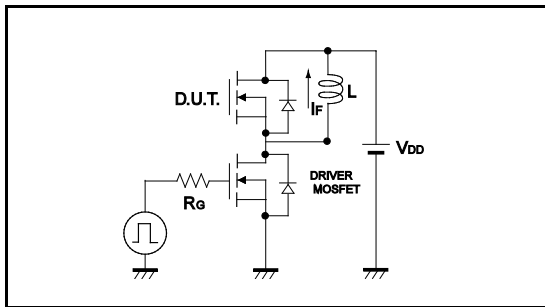 D.U.T.
IF
L
VDD
DRIVER
MOSFET
RG